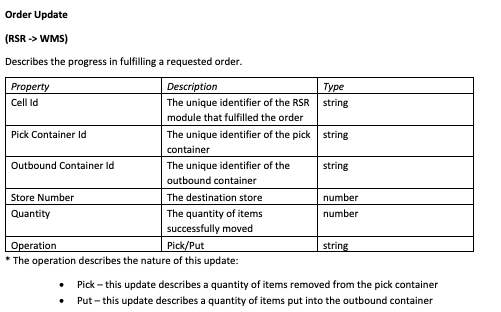 Order Update
(RSR -> WMS)
Describes the progress in fulfilling a requested order.
Property Description Type
Cell Id The unique identifier of the RSR string
module that fulfilled the order
Pick Container Id The unique identifier of the pick string
container
Outbound Container Id The unique identifier of the string
outbound container
Store Number The destination store number
Quantity The quantity of items number
successfully moved
Operation Pick/Put string
* The operation describes the nature of this update:
• Pick – this update describes a quantity of items removed from the pick container
• Put – this update describes a quantity of items put into the outbound container